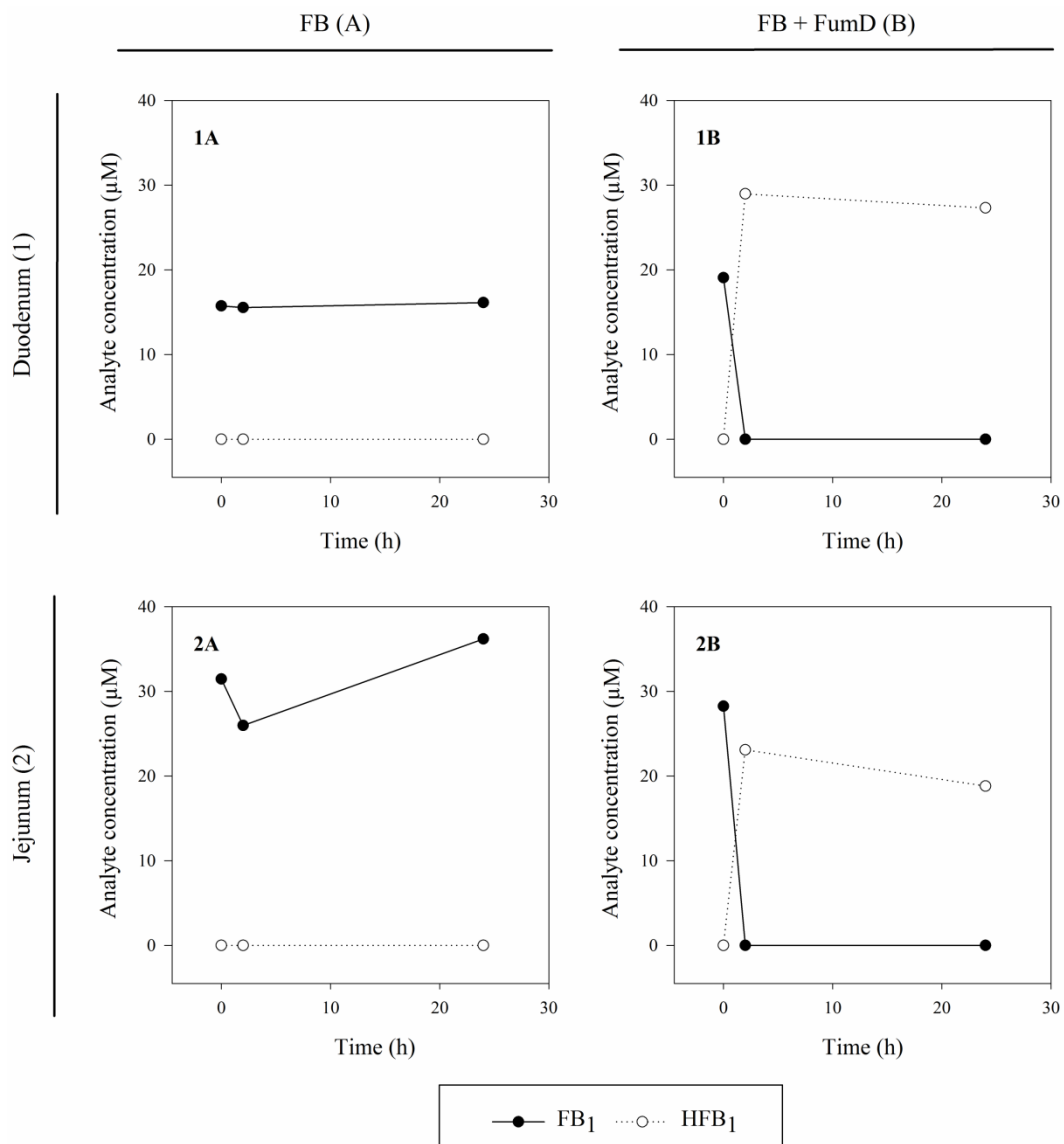 FB (A)
FB + FumD (B)
Duodenum (1)
1A
Analyte concentration (µM)
40
30
20
10
0
0 10 20 30
Time (h)
1B
Analyte concentration (µM)
40
30
20
10
0
0 10 20 30
Time (h)
Jejunum (2)
2A
Analyte concentration (µM)
40
30
20
10
0
0 10 20 30
Time (h)
2B
Analyte concentration (µM)
40
30
20
10
0
0 10 20 30
Time (h)
FB1 HFB1